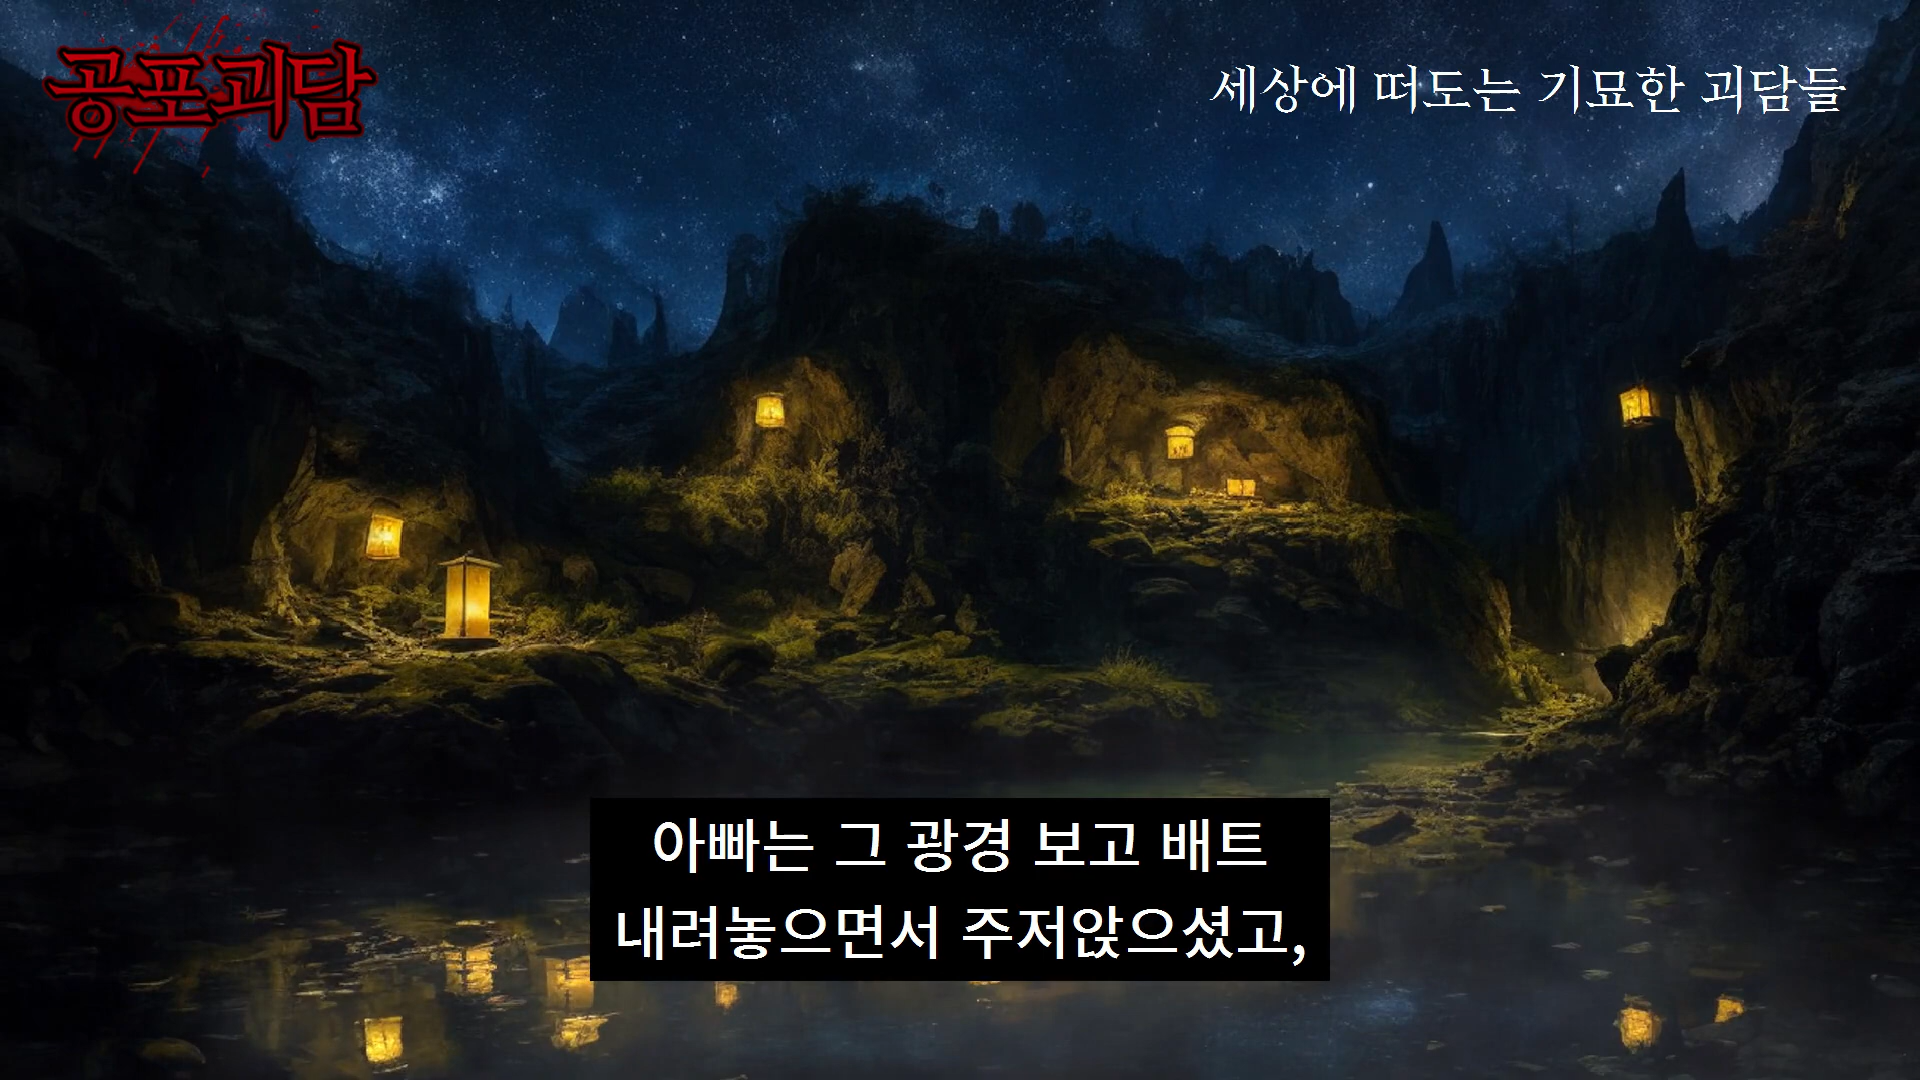 공포괴담
세상에 떠도는 기묘한 괴담들
아빠는 그 광경 보고 배트
내려놓으면서 주저앉으셨고,